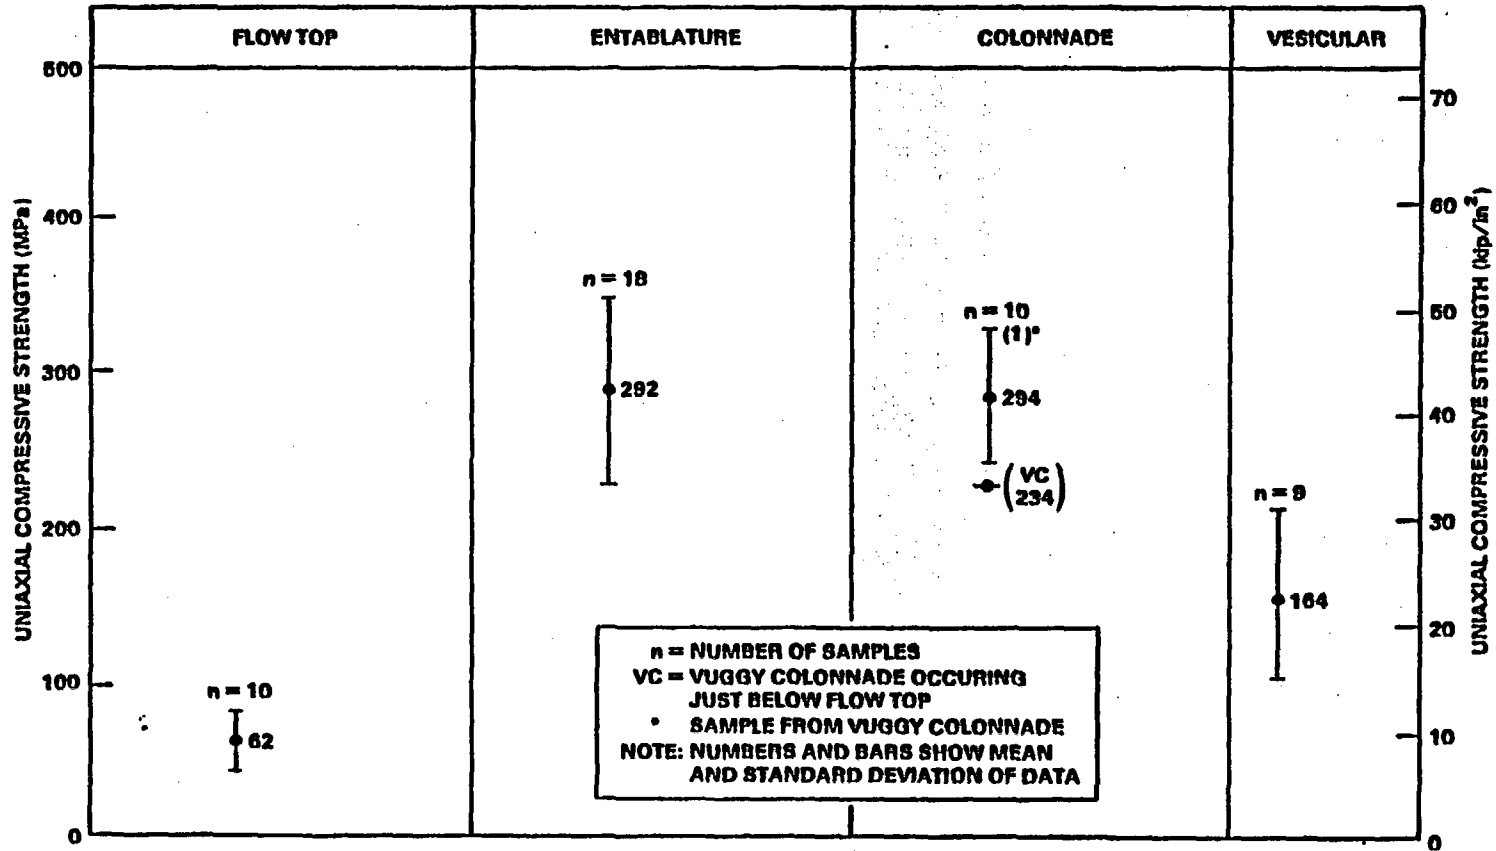 FLOW TOP ENTABLATURE COLONNADE VESICULAR
UNIAXIAL COMPRESSIVE STRENGTH (MPa)
500
400
300
200
100
0
n = 10
62
n = 18
292
n = 10
(1)*
294
(VC
234)
n = 9
164
n = NUMBER OF SAMPLES
VC = VUGGY COLONNADE OCCURING
JUST BELOW FLOW TOP
* SAMPLE FROM VUGGY COLONNADE
NOTE: NUMBERS AND BARS SHOW MEAN
AND STANDARD DEVIATION OF DATA
70
60
50
40
30
20
10
0
UNIAXIAL COMPRESSIVE STRENGTH (kip/in²)